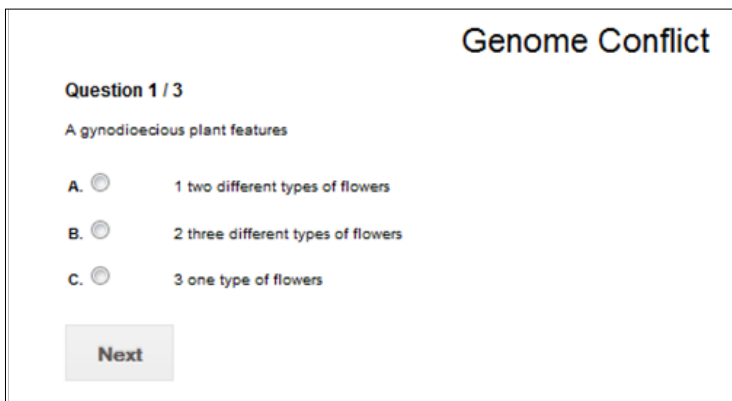 Genome Conflict
Question 1 / 3
A gynodioecious plant features
A. 1 two different types of flowers
B. 2 three different types of flowers
C. 3 one type of flowers
Next